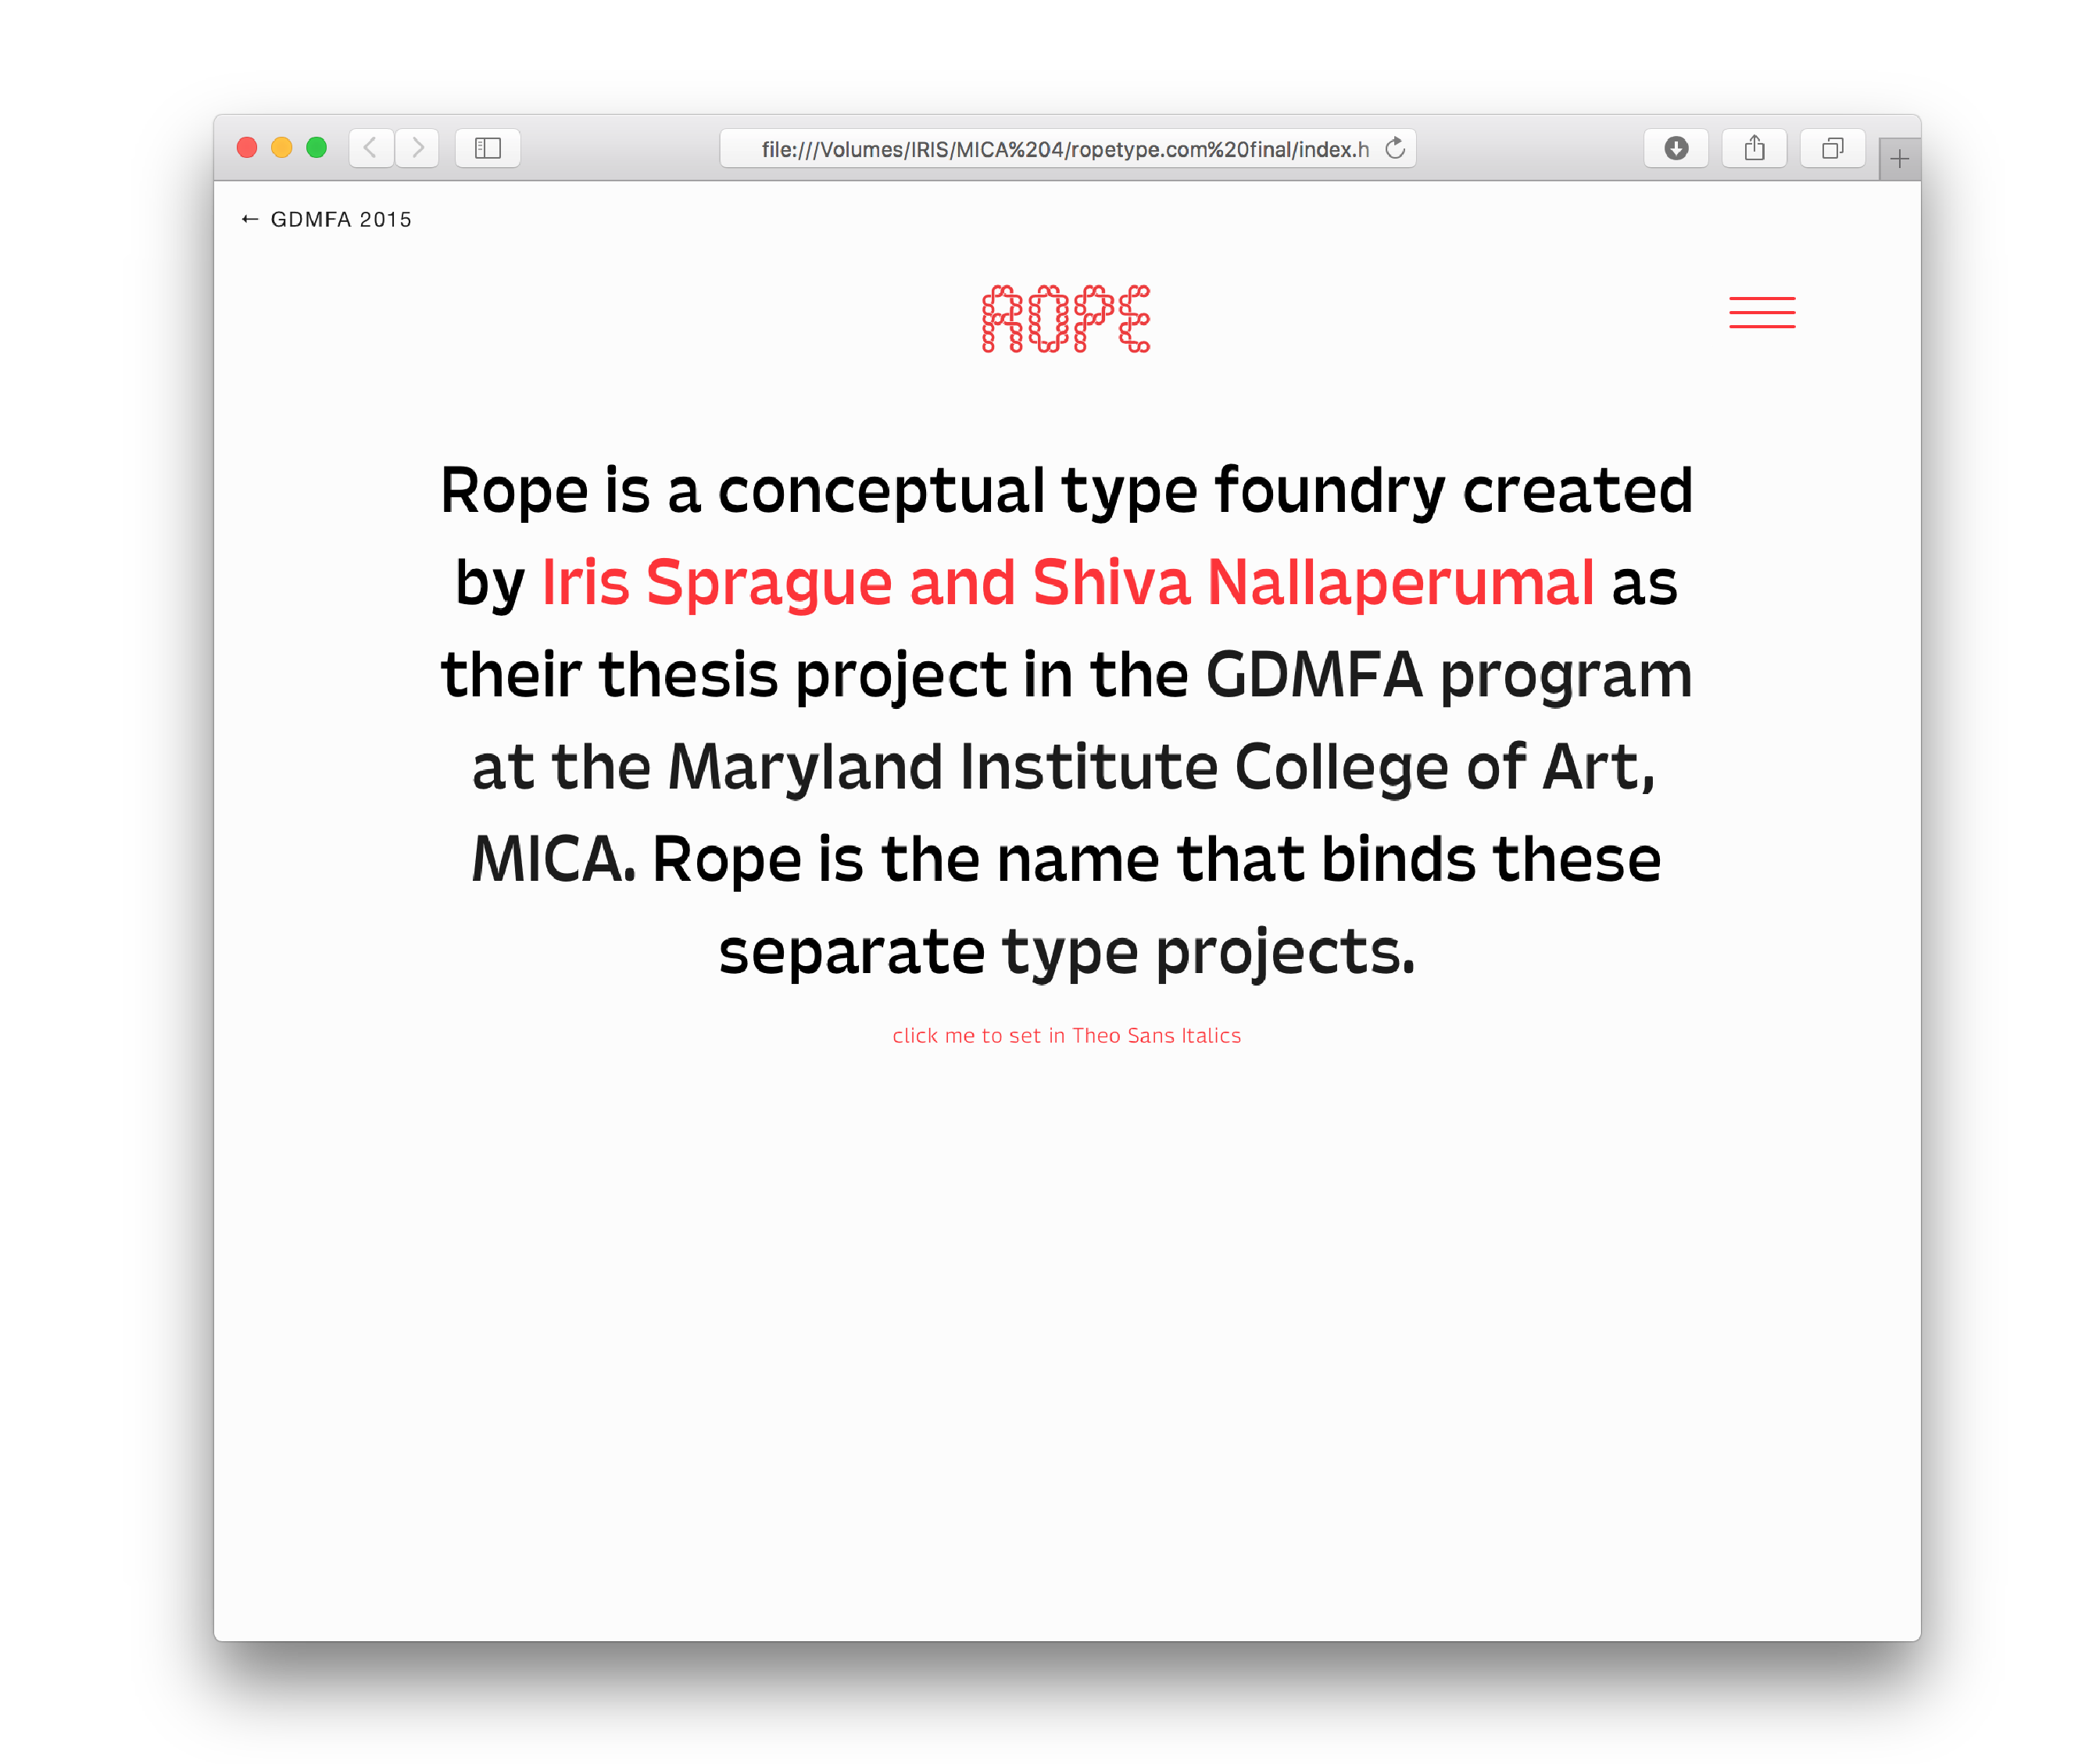 file:///Volumes/IRIS/MICA%204/ropetype.com%20final/index.h
← GDMFA 2015
ROPE
Rope is a conceptual type foundry created
by Iris Sprague and Shiva Nallaperumal as
their thesis project in the GDMFA program
at the Maryland Institute College of Art,
MICA. Rope is the name that binds these
separate type projects.
click me to set in Theo Sans Italics